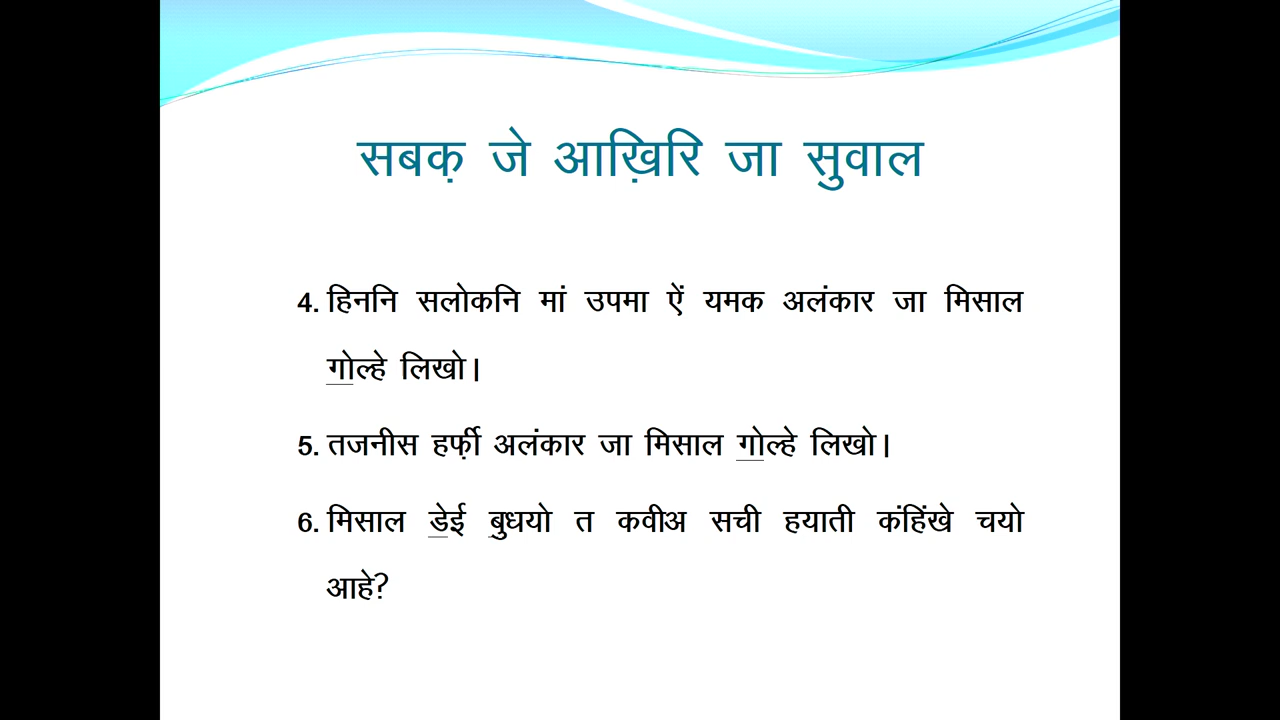 सबक़ जे आख़िरि जा सुवाल
4. हिननि सलोकनि मां उपमा ऐं यमक अलंकार जा मिसाल
ॻोल्हे लिखो।
5. तजनीस हर्फ़ी अलंकार जा मिसाल ॻोल्हे लिखो।
6. मिसाल ॾेई ॿुधयो त कवीअ सची हयाती कंहिंखे चयो
आहे?